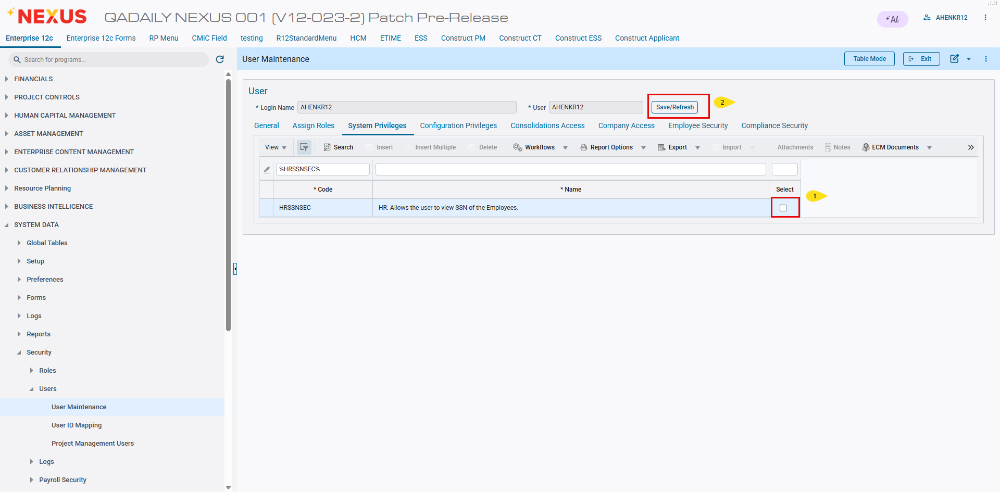 NEXUS QADAILY NEXUS 001 (V12-023-2) Patch Pre-Release AI AHENKR12
Enterprise 12c Enterprise 12c Forms RP Menu CMiC Field testing R12StandardMenu HCM ETIME ESS Construct PM Construct CT Construct ESS Construct Applicant
Search for programs...
FINANCIALS
PROJECT CONTROLS
HUMAN CAPITAL MANAGEMENT
ASSET MANAGEMENT
ENTERPRISE CONTENT MANAGEMENT
CUSTOMER RELATIONSHIP MANAGEMENT
Resource Planning
BUSINESS INTELLIGENCE
SYSTEM DATA
Global Tables
Setup
Preferences
Forms
Logs
Reports
Security
Roles
Users
User Maintenance
User ID Mapping
Project Management Users
Logs
Payroll Security
User Maintenance Table Mode Exit
User
* Login Name AHENKR12 * User AHENKR12 Save/Refresh 2
General Assign Roles System Privileges Configuration Privileges Consolidations Access Company Access Employee Security Compliance Security
View Search Insert Insert Multiple Delete Workflows Report Options Export Import Attachments Notes ECM Documents
%HRSSNSEC%
* Code * Name Select 1
HRSSNSEC HR: Allows the user to view SSN of the Employees.